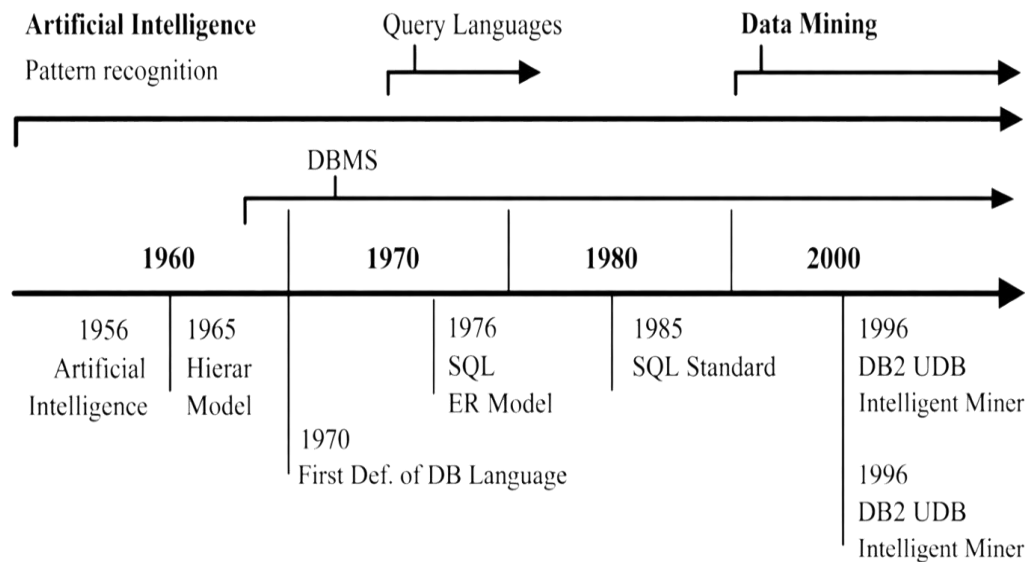 Artificial Intelligence
Pattern recognition
Query Languages
Data Mining
DBMS
1960
1970
1980
2000
1956
Artificial
Intelligence
1965
Hierar
Model
1970
First Def. of DB Language
1976
SQL
ER Model
1985
SQL Standard
1996
DB2 UDB
Intelligent Miner
1996
DB2 UDB
Intelligent Miner